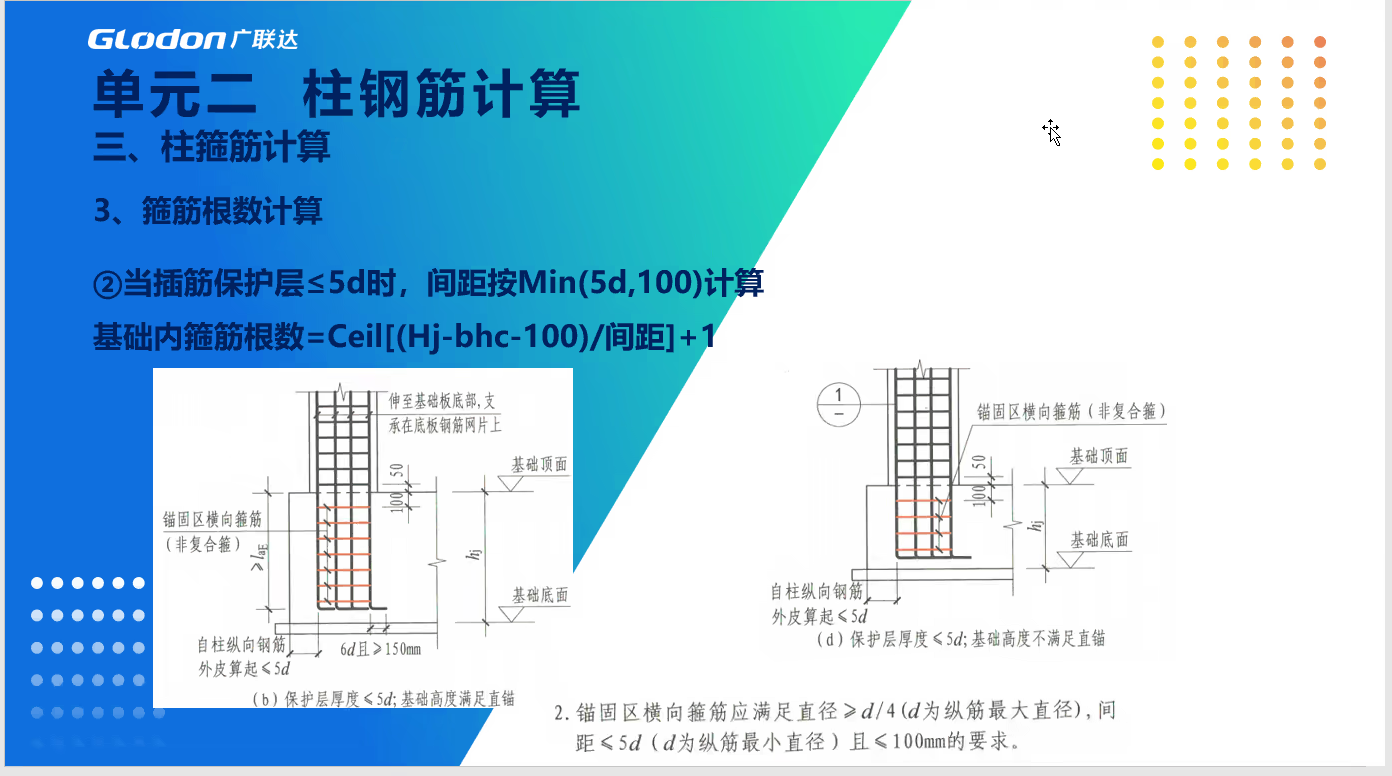 GLodon广联达
单元二 柱钢筋计算
三、柱箍筋计算
3、箍筋根数计算
②当插筋保护层≤5d时，间距按Min(5d,100)计算
基础内箍筋根数=Ceil[(Hj-bhc-100)/间距]+1
伸至基础板底部,支
承在底板钢筋网片上
50
100
基础顶面
锚固区横向箍筋
(非复合箍)
≥laE
hj
基础底面
自柱纵向钢筋
外皮算起≤5d
6d且≥150mm
(b)保护层厚度≤5d;基础高度满足直锚
1
–
锚固区横向箍筋(非复合箍)
50
100
基础顶面
hj
基础底面
自柱纵向钢筋
外皮算起≤5d
(d)保护层厚度≤5d;基础高度不满足直锚
2.锚固区横向箍筋应满足直径≥d/4(d为纵筋最大直径),间
距≤5d(d为纵筋最小直径)且≤100mm的要求。